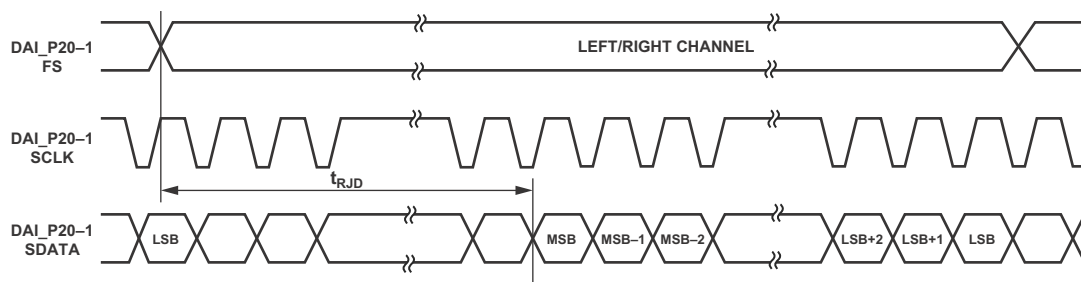 DAI_P20–1
FS
LEFT/RIGHT CHANNEL
DAI_P20–1
SCLK
tRJD
DAI_P20–1
SDATA
LSB
MSB
MSB–1
MSB–2
LSB+2
LSB+1
LSB